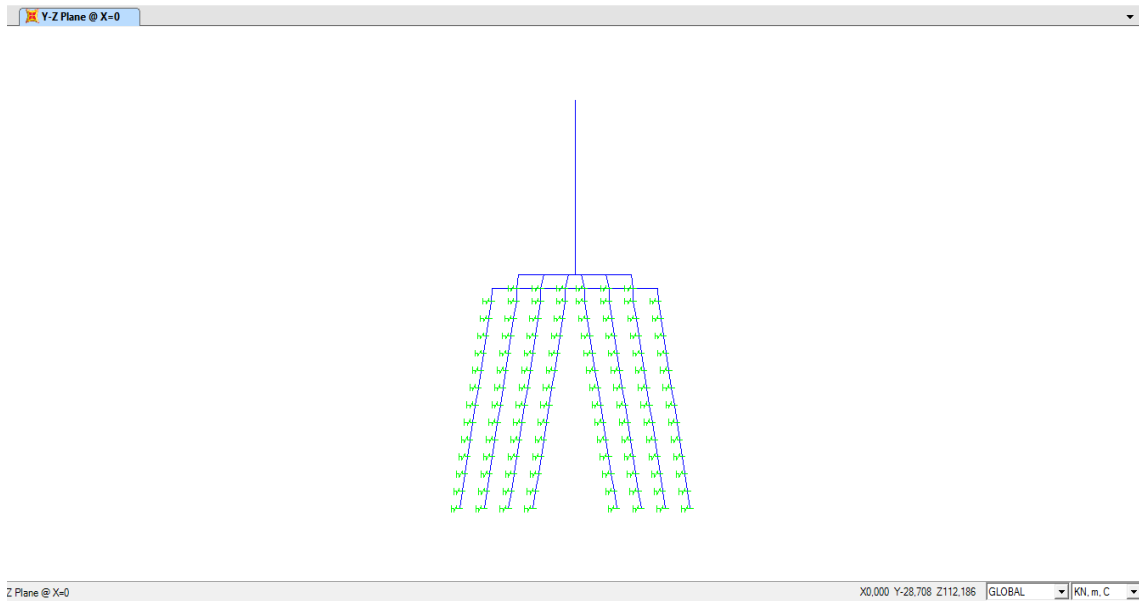 Y-Z Plane @ X=0
Z Plane @ X=0
X0,000 Y-28,708 Z112,186
GLOBAL
KN, m, C